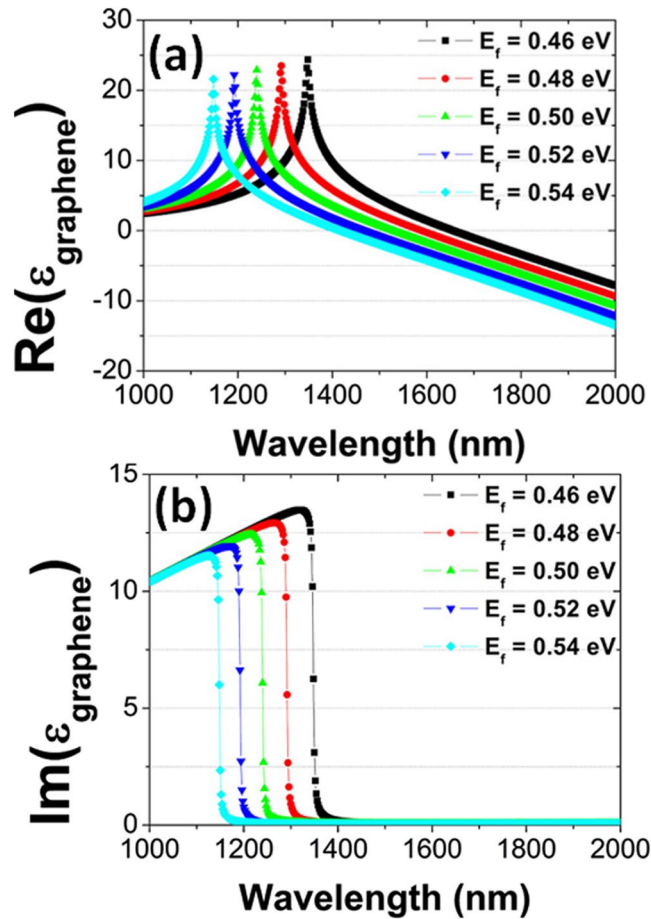 (a)
E_f = 0.46 eV
E_f = 0.48 eV
E_f = 0.50 eV
E_f = 0.52 eV
E_f = 0.54 eV
Re(ε_graphene)
30
20
10
0
-10
-20
1000 1200 1400 1600 1800 2000
Wavelength (nm)
(b)
E_f = 0.46 eV
E_f = 0.48 eV
E_f = 0.50 eV
E_f = 0.52 eV
E_f = 0.54 eV
Im(ε_graphene)
15
10
5
0
1000 1200 1400 1600 1800 2000
Wavelength (nm)